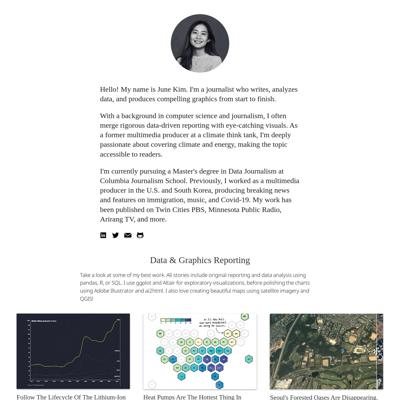 Hello! My name is June Kim. I'm a journalist who writes, analyzes
data, and produces compelling graphics from start to finish.
With a background in computer science and journalism, I often
merge rigorous data-driven reporting with eye-catching visuals. As
a former multimedia producer at a climate think tank, I'm deeply
passionate about covering climate and energy, making the topic
accessible to readers.
I'm currently pursuing a Master's degree in Data Journalism at
Columbia Journalism School. Previously, I worked as a multimedia
producer in the U.S. and South Korea, producing breaking news
and features on immigration, music, and Covid-19. My work has
been published on Twin Cities PBS, Minnesota Public Radio,
Arirang TV, and more.
Data & Graphics Reporting
Take a look at some of my best work. All stories include original reporting and data analysis using
pandas, R, or SQL. I use ggplot and Altair for exploratory visualizations, before polishing the charts
using Adobe Illustrator and ai2html. I also love creating beautiful maps using satellite imagery and
QGIS!
Follow The Lifecycle Of The Lithium-Ion
Heat Pumps Are The Hottest Thing In
Seoul's Forested Oases Are Disappearing.